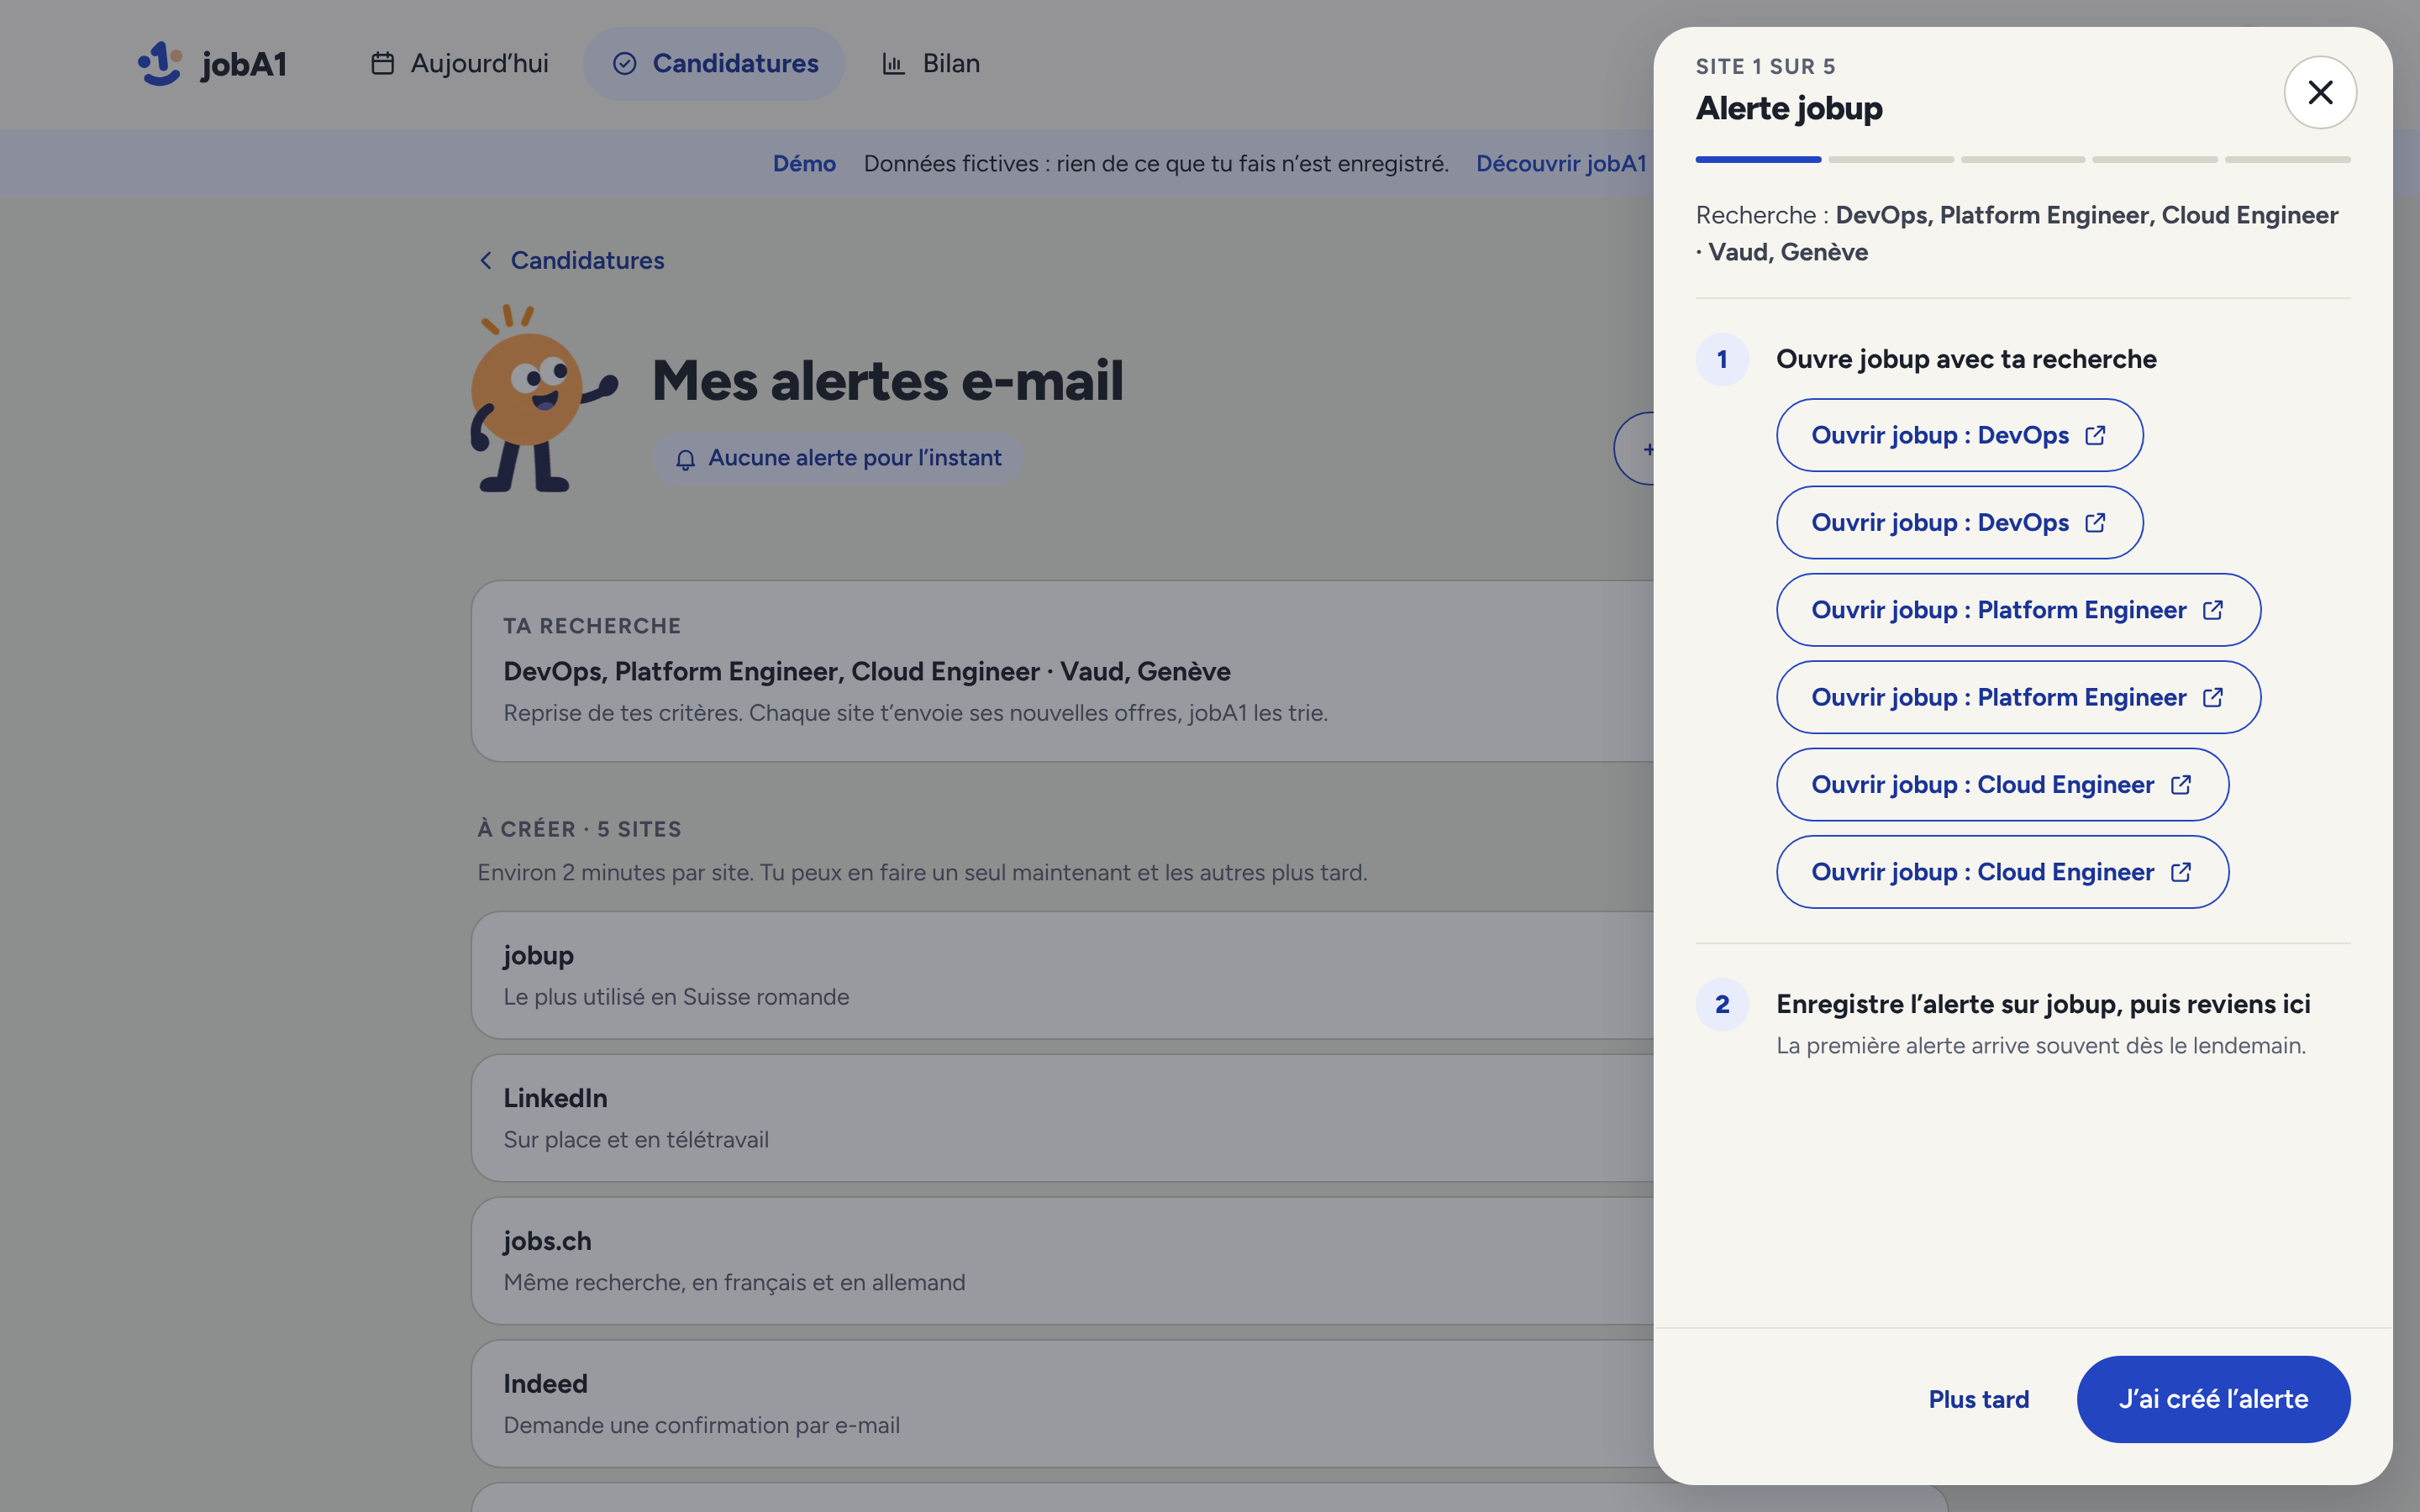 jobA1
Aujourd’hui
Candidatures
Bilan
Démo Données fictives : rien de ce que tu fais n’est enregistré. Découvrir jobA1
Candidatures
Mes alertes e-mail
Aucune alerte pour l’instant
+
TA RECHERCHE
DevOps, Platform Engineer, Cloud Engineer · Vaud, Genève
Reprise de tes critères. Chaque site t’envoie ses nouvelles offres, jobA1 les trie.
À CRÉER · 5 SITES
Environ 2 minutes par site. Tu peux en faire un seul maintenant et les autres plus tard.
jobup
Le plus utilisé en Suisse romande
LinkedIn
Sur place et en télétravail
jobs.ch
Même recherche, en français et en allemand
Indeed
Demande une confirmation par e-mail
SITE 1 SUR 5
Alerte jobup
Recherche : DevOps, Platform Engineer, Cloud Engineer
· Vaud, Genève
1 Ouvre jobup avec ta recherche
Ouvrir jobup : DevOps
Ouvrir jobup : DevOps
Ouvrir jobup : Platform Engineer
Ouvrir jobup : Platform Engineer
Ouvrir jobup : Cloud Engineer
Ouvrir jobup : Cloud Engineer
2 Enregistre l’alerte sur jobup, puis reviens ici
La première alerte arrive souvent dès le lendemain.
Plus tard
J’ai créé l’alerte